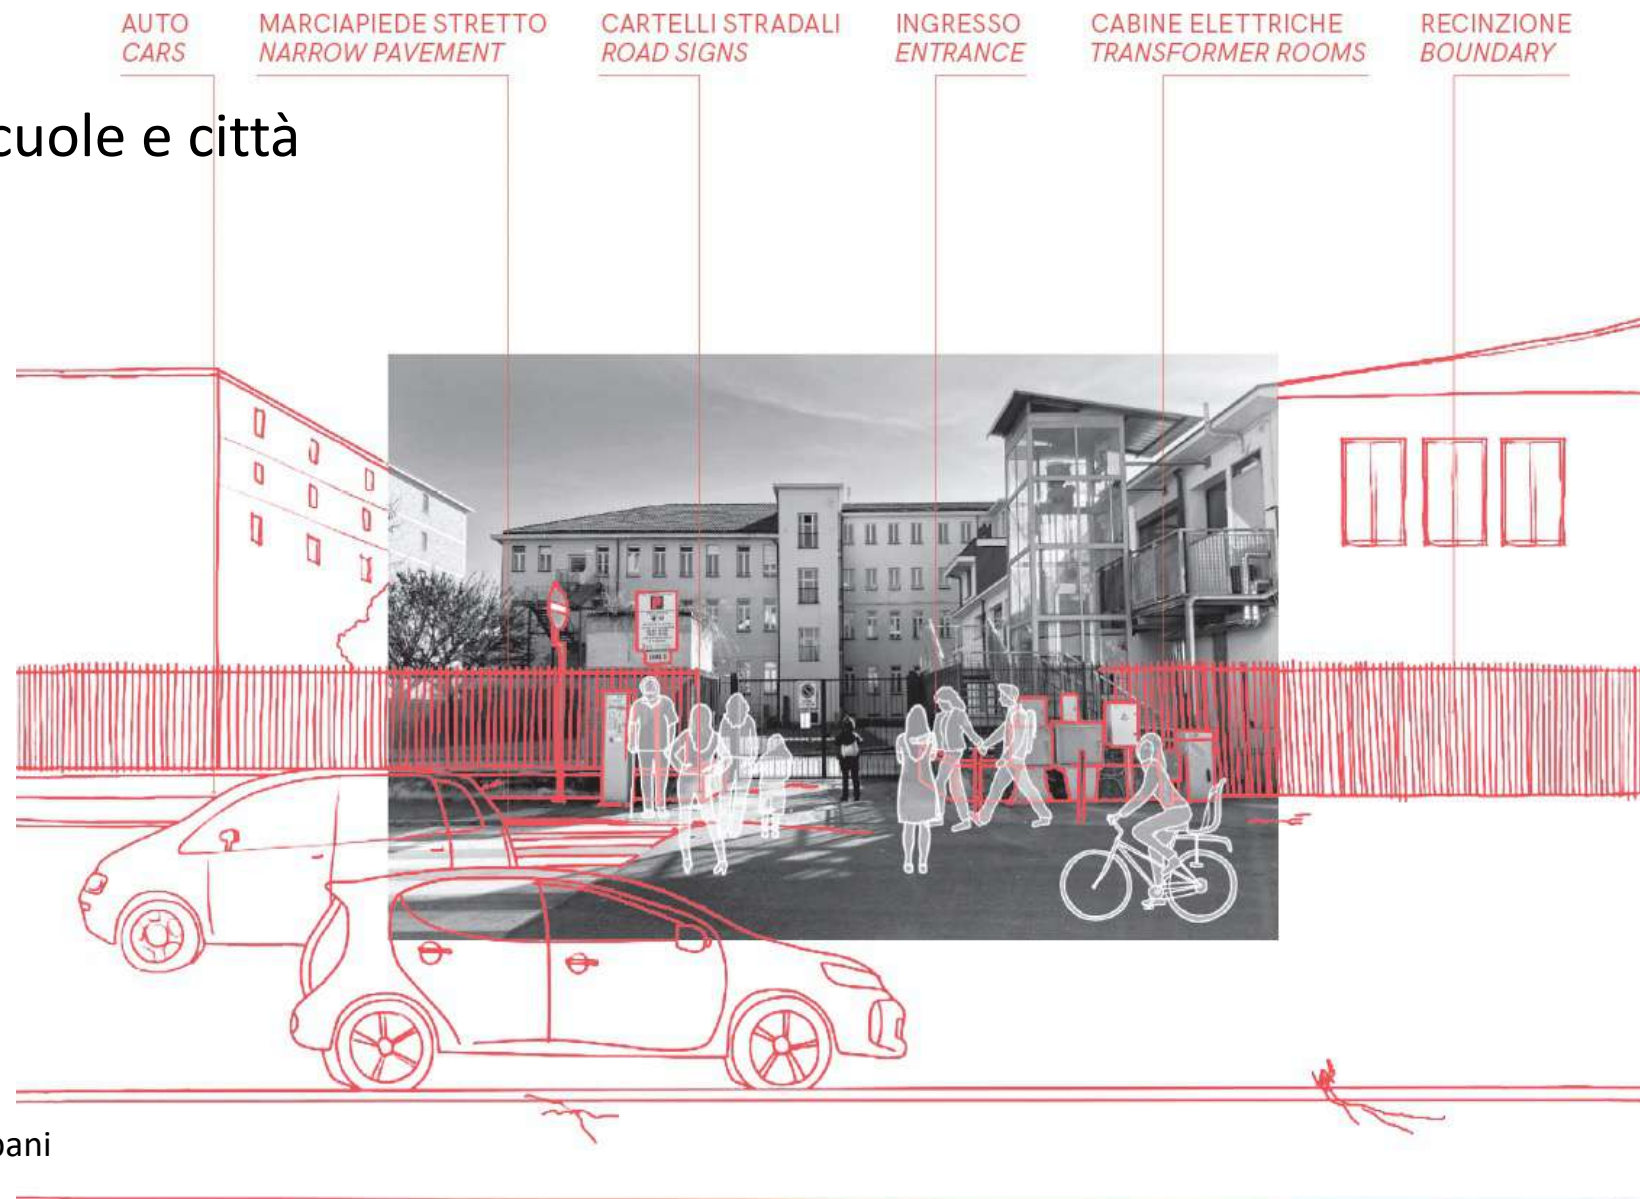 AUTO
CARS
MARCIAPIEDE STRETTO
NARROW PAVEMENT
CARTELLI STRADALI
ROAD SIGNS
INGRESSO
ENTRANCE
CABINE ELETTRICHE
TRANSFORMER ROOMS
RECINZIONE
BOUNDARY
cuole e città
pani